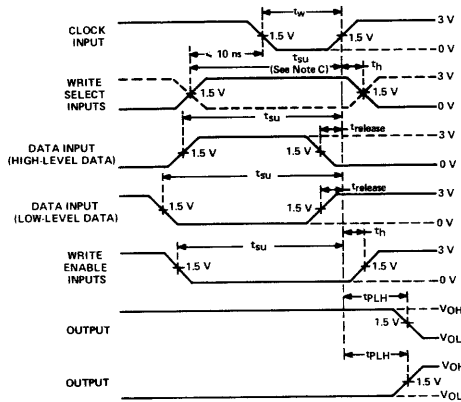 tw
3 V
CLOCK
INPUT
1.5 V
1.5 V
0 V
10 ns
tsu
(See Note C)
th
3 V
WRITE
SELECT
INPUTS
1.5 V
1.5 V
0 V
tsu
trelease
3 V
DATA INPUT
(HIGH-LEVEL DATA)
1.5 V
1.5 V
0 V
tsu
trelease
3 V
DATA INPUT
(LOW-LEVEL DATA)
1.5 V
1.5 V
0 V
th
tsu
3 V
WRITE
ENABLE
INPUTS
1.5 V
1.5 V
0 V
tPLH
VOH
OUTPUT
1.5 V
VOL
tPLH
VOH
OUTPUT
1.5 V
VOL